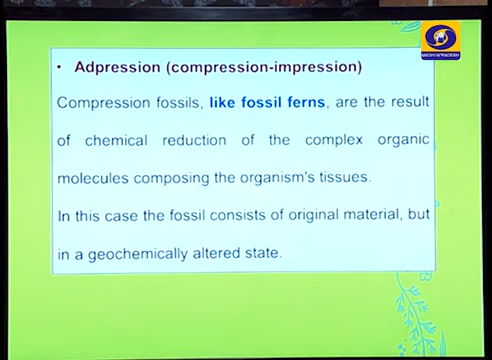 MADHYAPRADESH
• Adpression (compression-impression)
Compression fossils, like fossil ferns, are the result
of chemical reduction of the complex organic
molecules composing the organism's tissues.
In this case the fossil consists of original material, but
in a geochemically altered state.